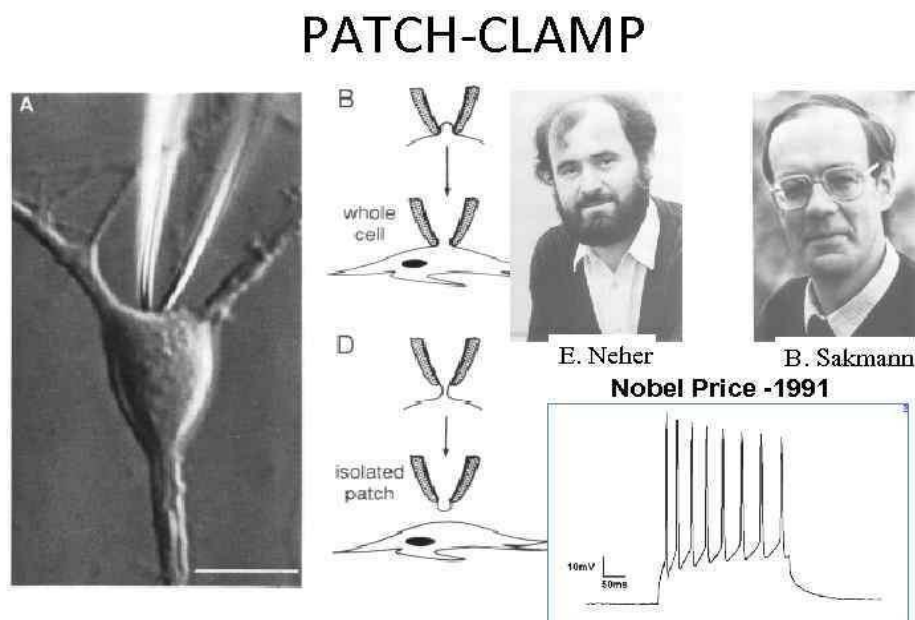 PATCH-CLAMP
A
B
whole
cell
D
isolated
patch
E. Neher
B. Sakmann
Nobel Price -1991
10mV
50ms